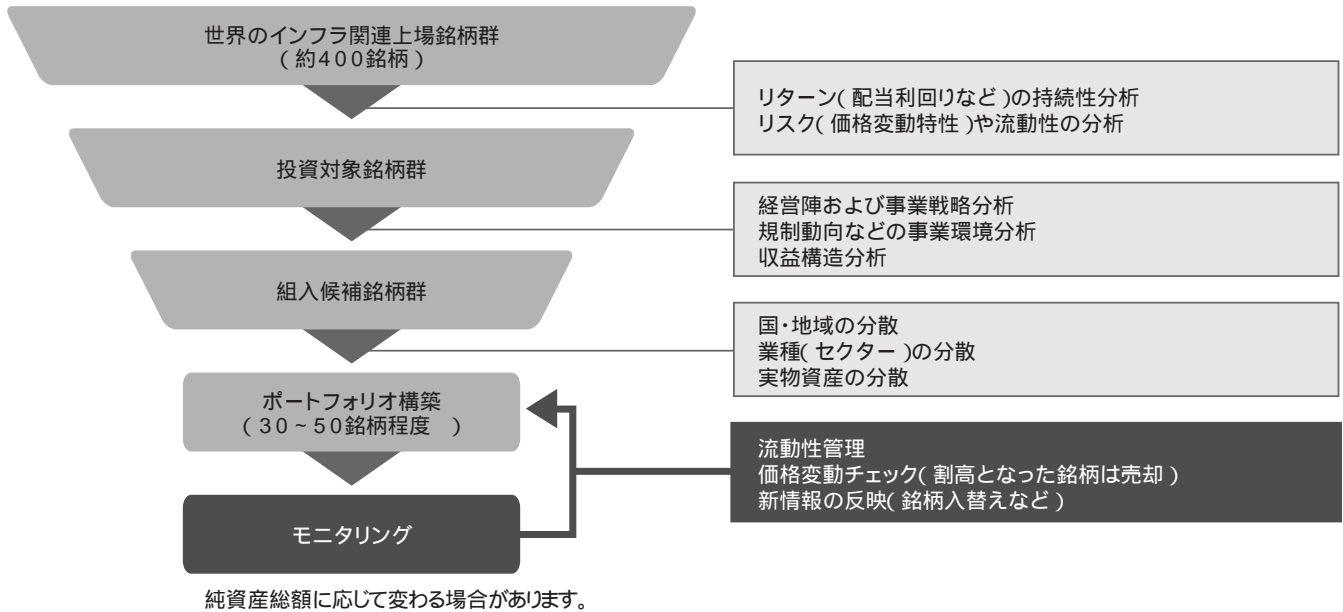 世界のインフラ関連上場銘柄群
(約400銘柄)
リターン(配当利回りなど)の持続性分析
リスク(価格変動特性)や流動性の分析
投資対象銘柄群
経営陣および事業戦略分析
規制動向などの事業環境分析
収益構造分析
組入候補銘柄群
国・地域の分散
業種(セクター)の分散
実物資産の分散
ポートフォリオ構築
(30~50銘柄程度 )
流動性管理
価格変動チェック(割高となった銘柄は売却)
新情報の反映(銘柄入替えなど)
モニタリング
純資産総額に応じて変わる場合があります。